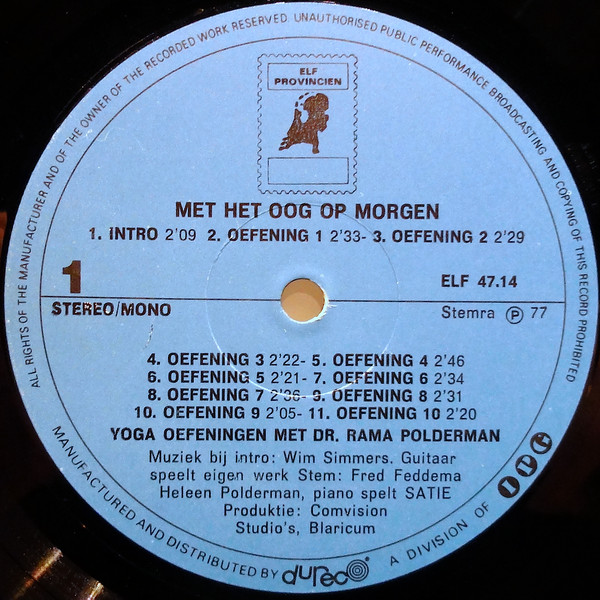 ALL RIGHTS OF THE MANUFACTURER AND OF THE OWNER OF THE RECORDED WORK RESERVED. UNAUTHORISED PUBLIC PERFORMANCE BROADCASTING AND COPYING OF THIS RECORD PROHIBITED
ELF
PROVINCIEN
MET HET OOG OP MORGEN
1. INTRO 2'09 2. OEFENING 1 2'33- 3. OEFENING 2 2'29
1
ELF 47.14
STEREO/MONO
Stemra Ⓟ 77
4. OEFENING 3 2'22- 5. OEFENING 4 2'46
6. OEFENING 5 2'21- 7. OEFENING 6 2'34
8. OEFENING 7 2'36- 9. OEFENING 8 2'31
10. OEFENING 9 2'05- 11. OEFENING 10 2'20
YOGA OEFENINGEN MET DR. RAMA POLDERMAN
Muziek bij intro: Wim Simmers. Guitaar
speelt eigen werk Stem: Fred Feddema
Heleen Polderman, piano spelt SATIE
Produktie: Comvision
Studio's, Blaricum
MANUFACTURED AND DISTRIBUTED BY dureco A DIVISION OF